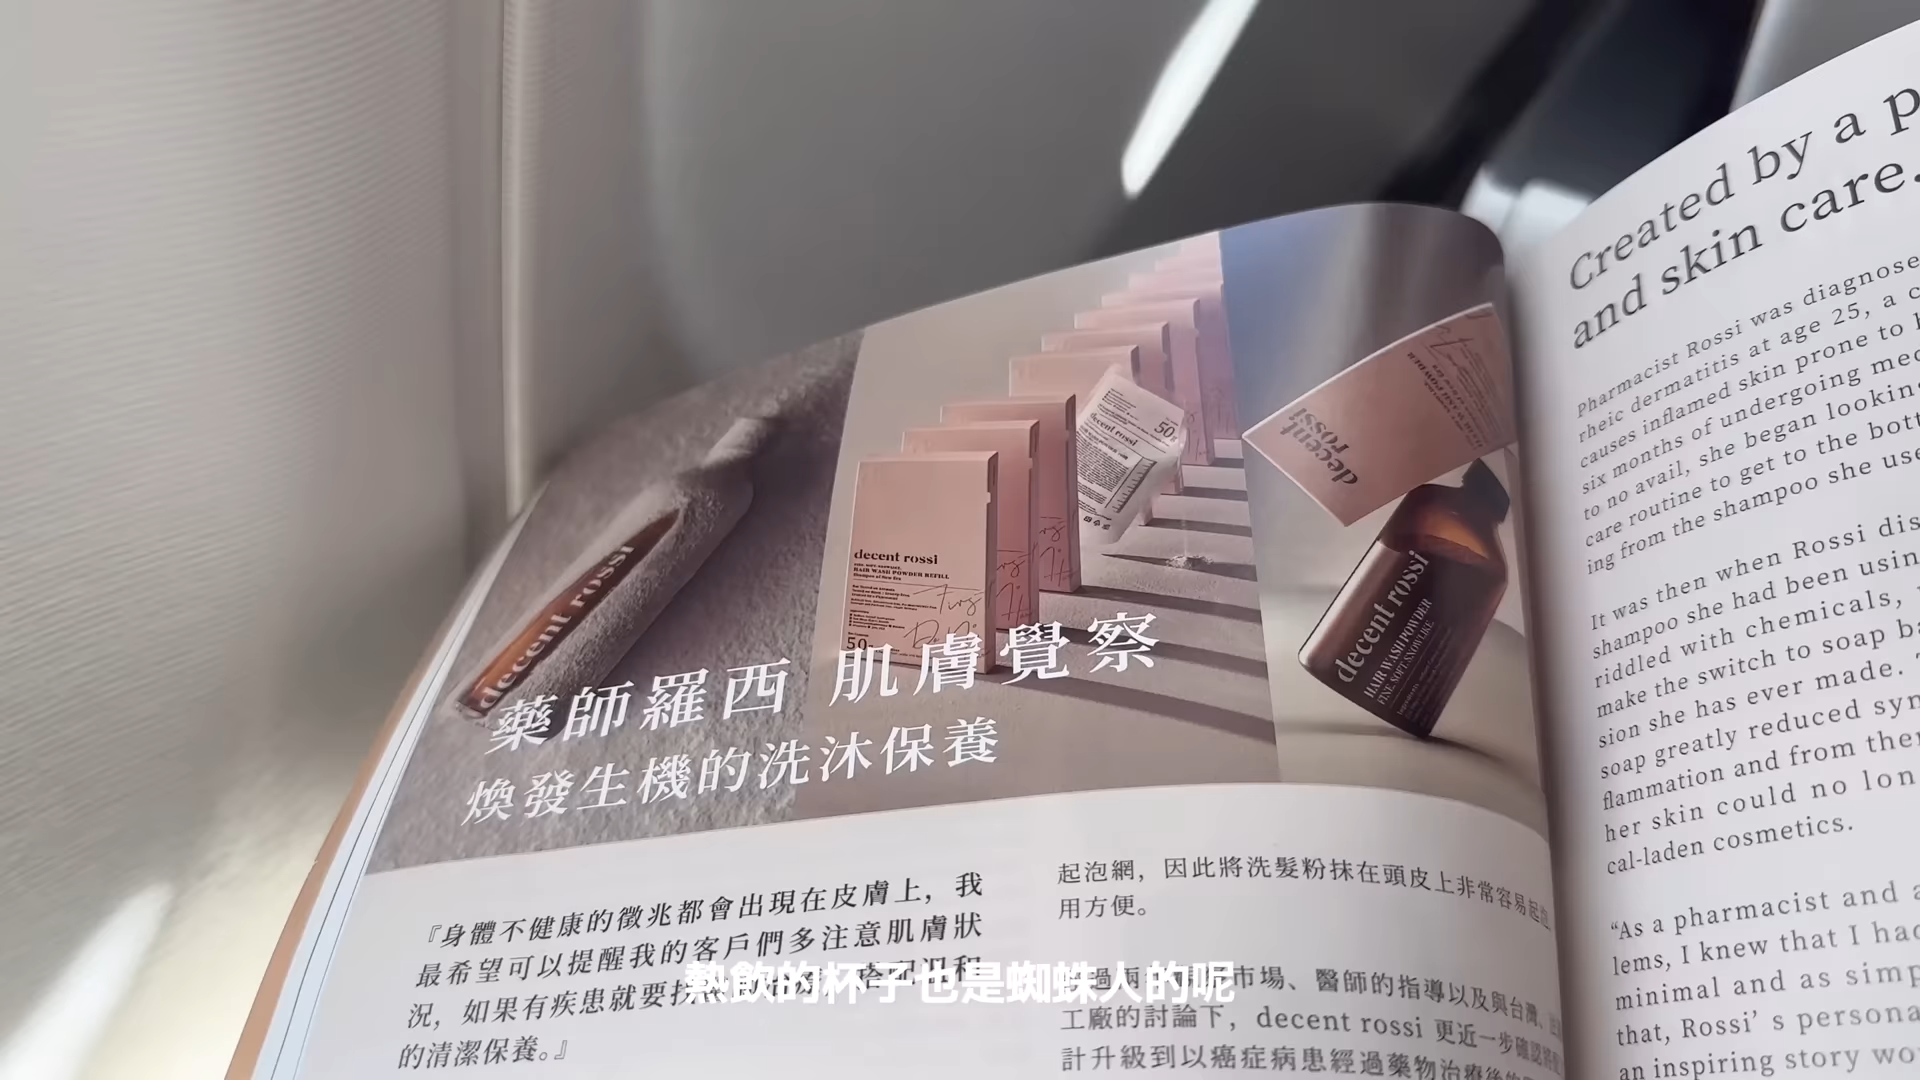 decent rossi
decent rossi
HAIR WASH POWDER REFILL
50
decent rossi
50
decent
rossi
decent rossi
HAIR WASH POWDER
FINE, SOFT, SNOWLIKE
藥師羅西 肌膚覺察
煥發生機的洗沐保養
『身體不健康的徵兆都會出現在皮膚上，我
最希望可以提醒我的客戶們多注意肌膚狀
況，如果有疾患就要
的清潔保養。』
起泡網，因此將洗髮粉抹在頭皮上非常容易起
用方便。
市場、醫師的指導以及與台灣
工廠的討論下，decent rossi 更近一步確
計升級到以癌症病患經過藥物治療後
Created by a p
and skin care.
Pharmacist Rossi was diagnose
rheic dermatitis at age 25, a c
causes inflamed skin prone to
six months of undergoing med
to no avail, she began lookin
care routine to get to the bott
ing from the shampoo she use
It was then when Rossi dis
shampoo she had been usin
riddled with chemicals,
make the switch to soap b
sion she has ever made.
soap greatly reduced sym
flammation and from the
her skin could no lon
cal-laden cosmetics.
“As a pharmacist and a
lems, I knew that I had
minimal and as simp
that, Rossi’s persona
an inspiring story wo
熱飲的杯子也是蜘蛛人的呢